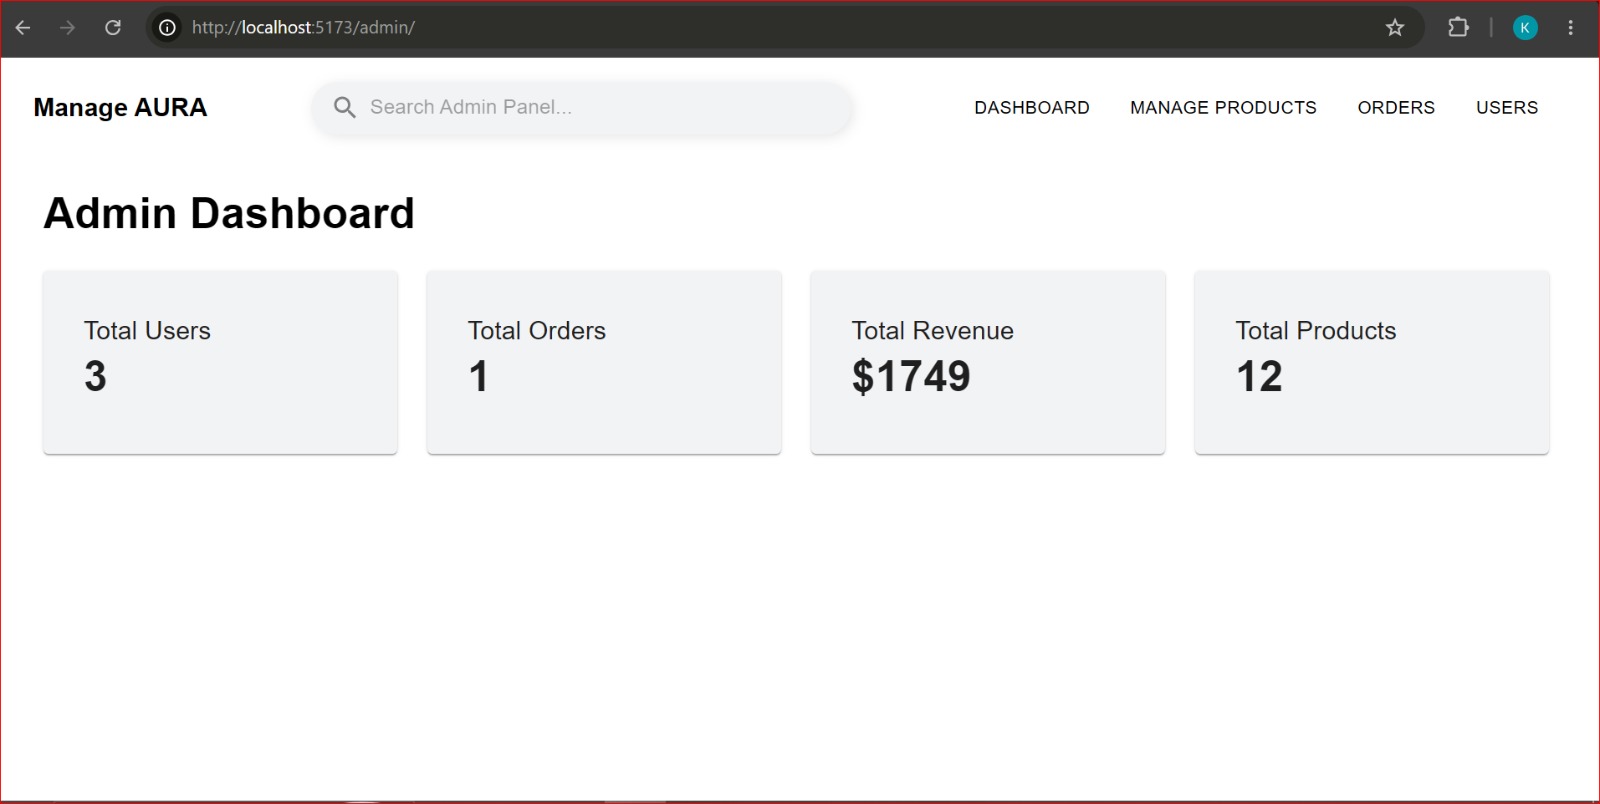 http://localhost:5173/admin/
K
Manage AURA
Search Admin Panel...
DASHBOARD
MANAGE PRODUCTS
ORDERS
USERS
Admin Dashboard
Total Users
3
Total Orders
1
Total Revenue
$1749
Total Products
12